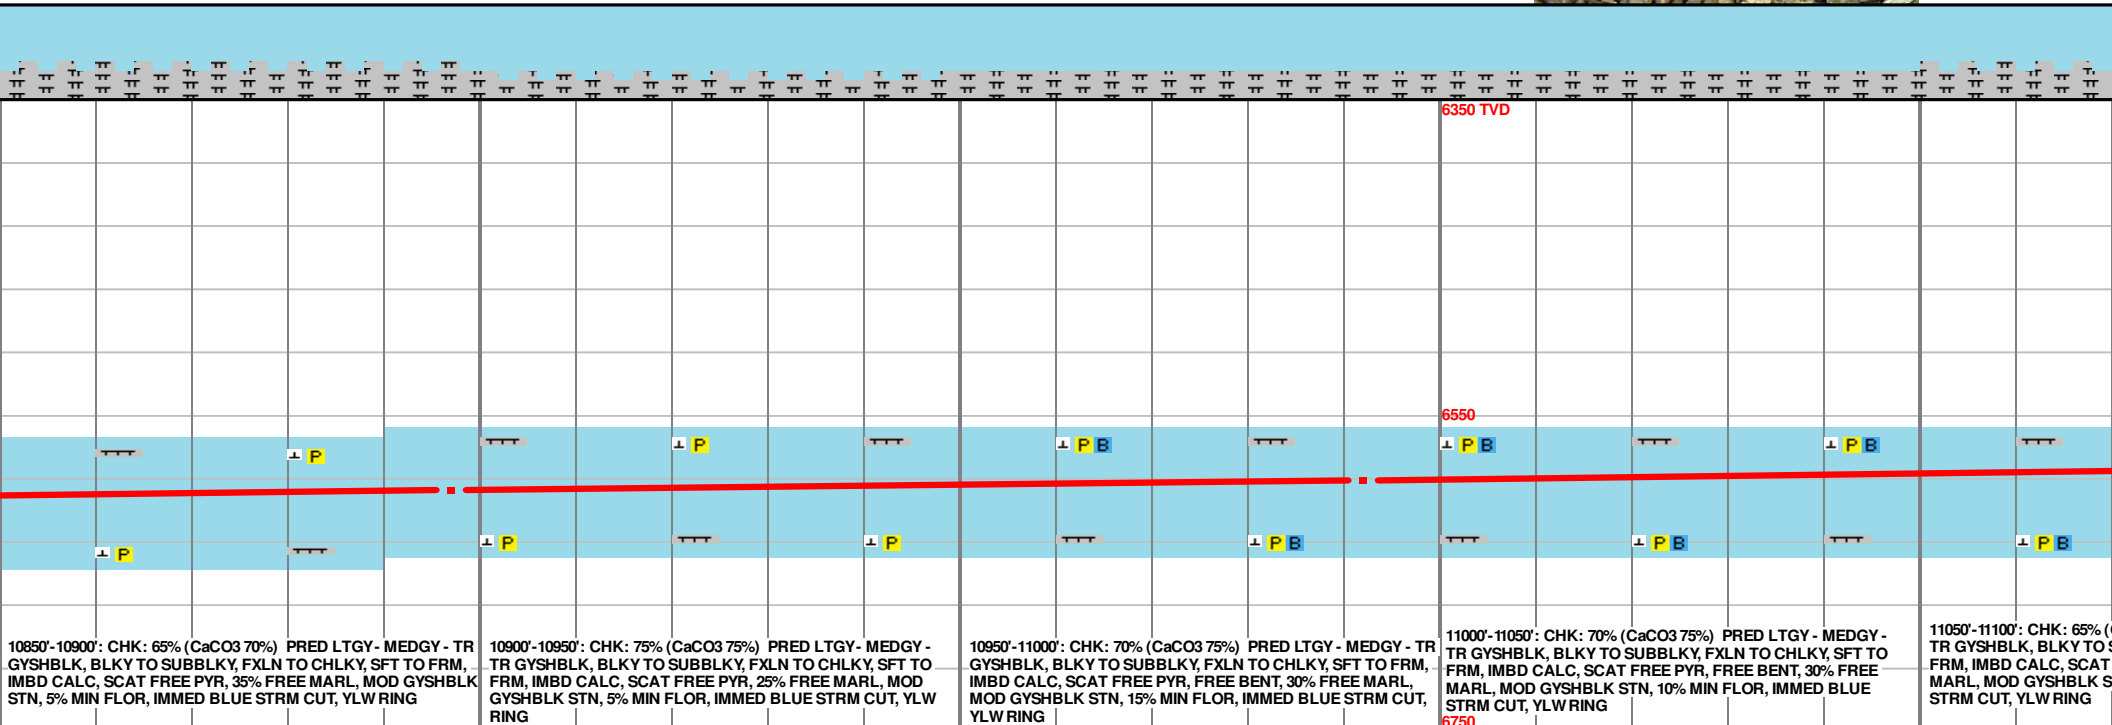 6350 TVD
6550
P
P B
P B
P B
P
P
P
P
P B
P B
P B
10850'-10900': CHK: 65% (CaCO3 70%) PRED LTGY - MEDGY - TR
GYSHBLK, BLKY TO SUBBLKY, FXLN TO CHLKY, SFT TO FRM,
IMBD CALC, SCAT FREE PYR, 35% FREE MARL, MOD GYSHBLK
STN, 5% MIN FLOR, IMMED BLUE STRM CUT, YLW RING
10900'-10950': CHK: 75% (CaCO3 75%) PRED LTGY - MEDGY -
TR GYSHBLK, BLKY TO SUBBLKY, FXLN TO CHLKY, SFT TO
FRM, IMBD CALC, SCAT FREE PYR, 25% FREE MARL, MOD
GYSHBLK STN, 5% MIN FLOR, IMMED BLUE STRM CUT, YLW
RING
10950'-11000': CHK: 70% (CaCO3 75%) PRED LTGY - MEDGY - TR
GYSHBLK, BLKY TO SUBBLKY, FXLN TO CHLKY, SFT TO FRM,
IMBD CALC, SCAT FREE PYR, FREE BENT, 30% FREE MARL,
MOD GYSHBLK STN, 15% MIN FLOR, IMMED BLUE STRM CUT,
YLW RING
11000'-11050': CHK: 70% (CaCO3 75%) PRED LTGY - MEDGY -
TR GYSHBLK, BLKY TO SUBBLKY, FXLN TO CHLKY, SFT TO
FRM, IMBD CALC, SCAT FREE PYR, FREE BENT, 30% FREE
MARL, MOD GYSHBLK STN, 10% MIN FLOR, IMMED BLUE
STRM CUT, YLW RING
6750
11050'-11100': CHK: 65% (
TR GYSHBLK, BLKY TO S
FRM, IMBD CALC, SCAT
MARL, MOD GYSHBLK S
STRM CUT, YLW RING